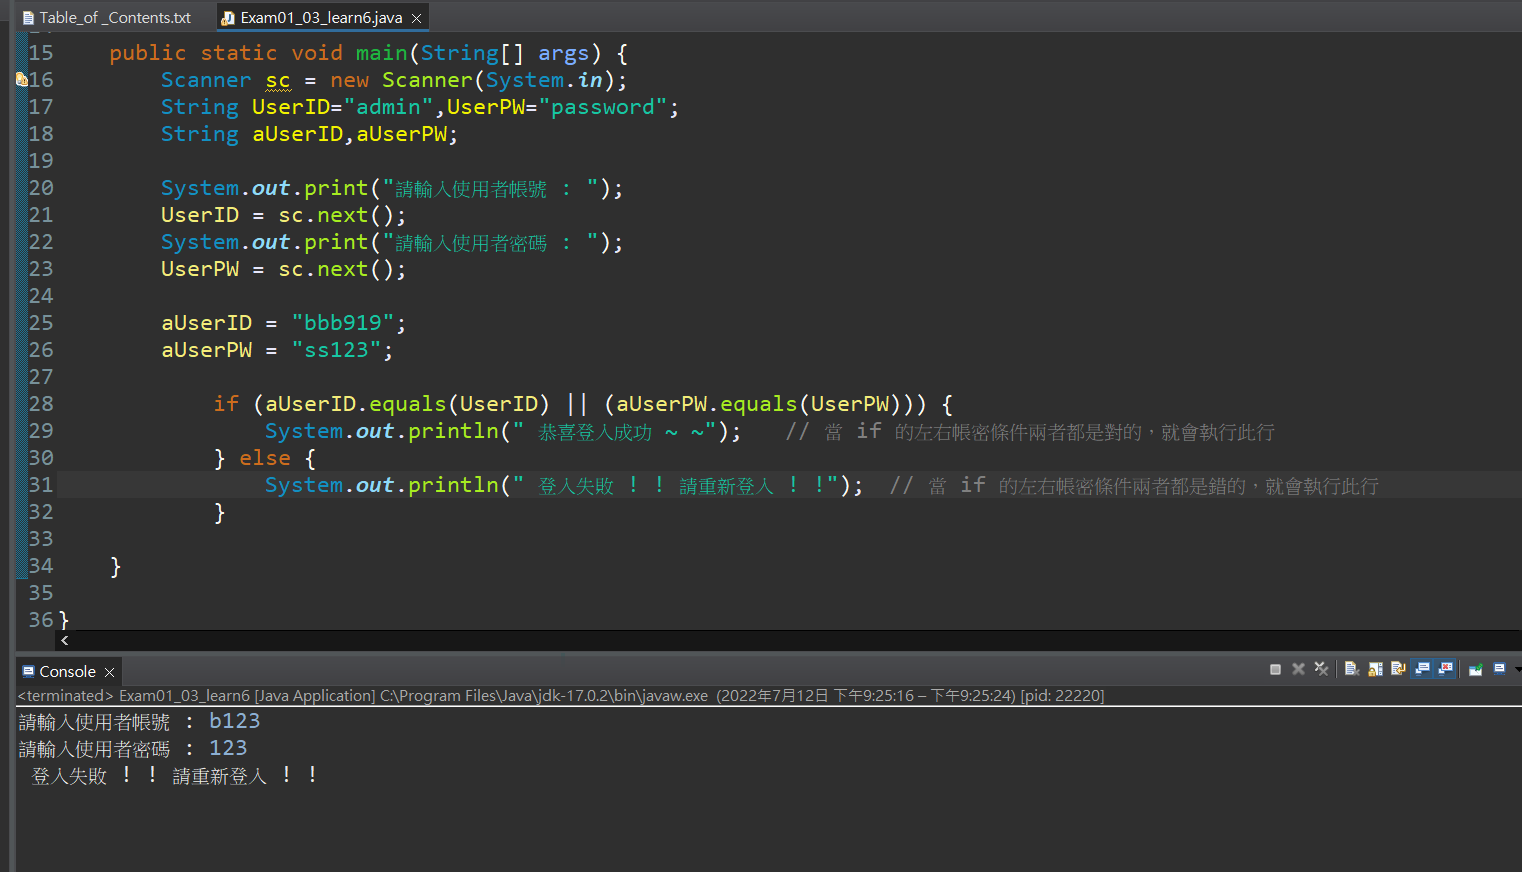 Table_of _Contents.txt
Exam01_03_learn6.java
15 public static void main(String[] args) {
16 Scanner sc = new Scanner(System.in);
17 String UserID="admin",UserPW="password";
18 String aUserID,aUserPW;
19
20 System.out.print("請輸入使用者帳號 : ");
21 UserID = sc.next();
22 System.out.print("請輸入使用者密碼 : ");
23 UserPW = sc.next();
24
25 aUserID = "bbb919";
26 aUserPW = "ss123";
27
28 if (aUserID.equals(UserID) || (aUserPW.equals(UserPW))) {
29 System.out.println(" 恭喜登入成功 ~ ~"); // 當 if 的左右帳密條件兩者都是對的，就會執行此行
30 } else {
31 System.out.println(" 登入失敗 ! ! 請重新登入 ! !"); // 當 if 的左右帳密條件兩者都是錯的，就會執行此行
32 }
33
34 }
35
36 }
Console
<terminated> Exam01_03_learn6 [Java Application] C:\Program Files\Java\jdk-17.0.2\bin\javaw.exe (2022年7月12日 下午9:25:16 – 下午9:25:24) [pid: 22220]
請輸入使用者帳號 : b123
請輸入使用者密碼 : 123
登入失敗 ! ! 請重新登入 ! !